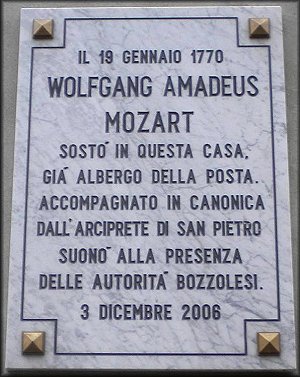 IL 19 GENNAIO 1770
WOLFGANG AMADEUS
MOZART
SOSTO' IN QUESTA CASA,
GIA' ALBERGO DELLA POSTA.
ACCOMPAGNATO IN CANONICA
DALL'ARCIPRETE DI SAN PIETRO
SUONO' ALLA PRESENZA
DELLE AUTORITA' BOZZOLESI.
3 DICEMBRE 2006